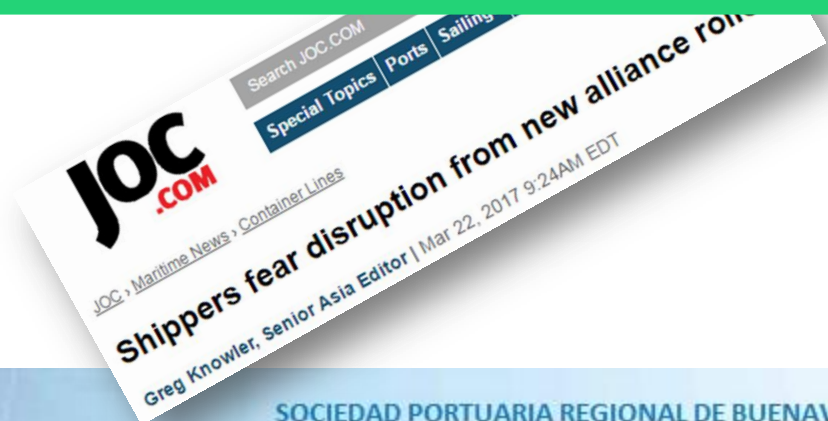 Search JOC.COM
Special Topics Ports Sailing
JOC
.COM
JOC › Maritime News › Container Lines
Shippers fear disruption from new alliance
Greg Knowler, Senior Asia Editor | Mar 22, 2017 9:24AM EDT
SOCIEDAD PORTUARIA REGIONAL DE